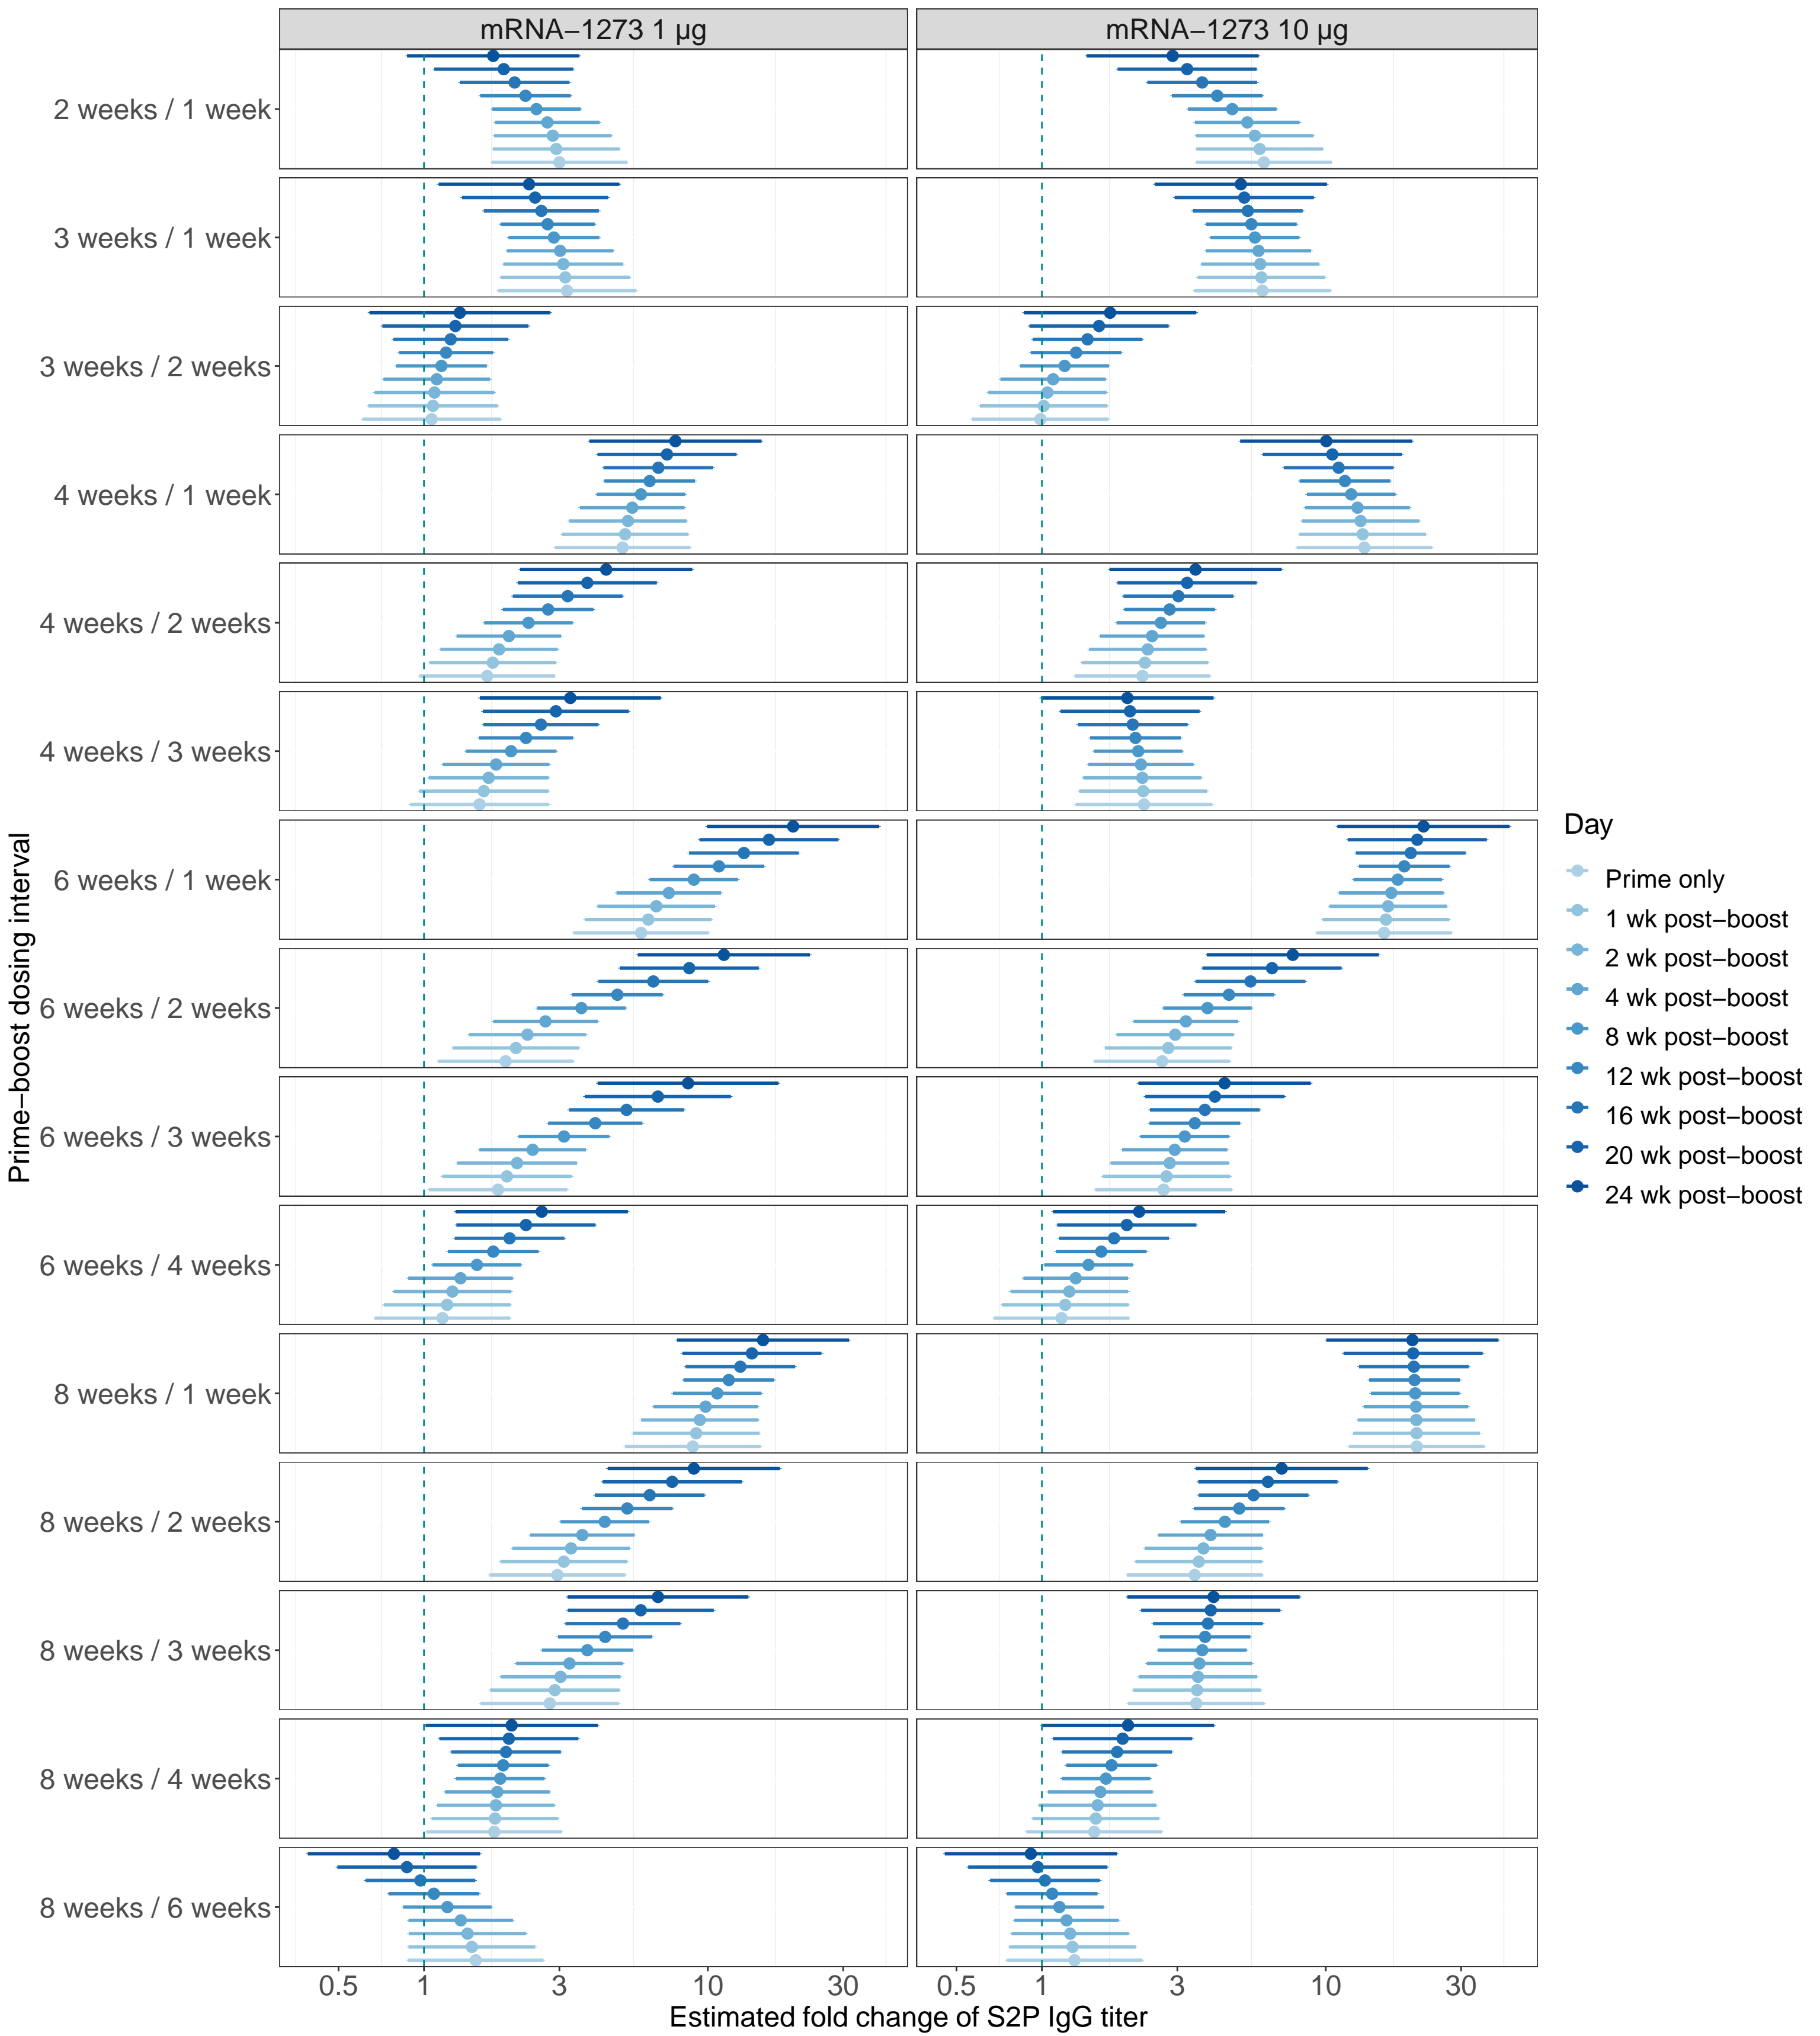 mRNA−1273 1 µg
mRNA−1273 10 µg
Prime−boost dosing interval
2 weeks / 1 week
3 weeks / 1 week
3 weeks / 2 weeks
4 weeks / 1 week
4 weeks / 2 weeks
4 weeks / 3 weeks
6 weeks / 1 week
6 weeks / 2 weeks
6 weeks / 3 weeks
6 weeks / 4 weeks
8 weeks / 1 week
8 weeks / 2 weeks
8 weeks / 3 weeks
8 weeks / 4 weeks
8 weeks / 6 weeks
0.5 1 3 10 30
0.5 1 3 10 30
Estimated fold change of S2P IgG titer
Day
Prime only
1 wk post−boost
2 wk post−boost
4 wk post−boost
8 wk post−boost
12 wk post−boost
16 wk post−boost
20 wk post−boost
24 wk post−boost